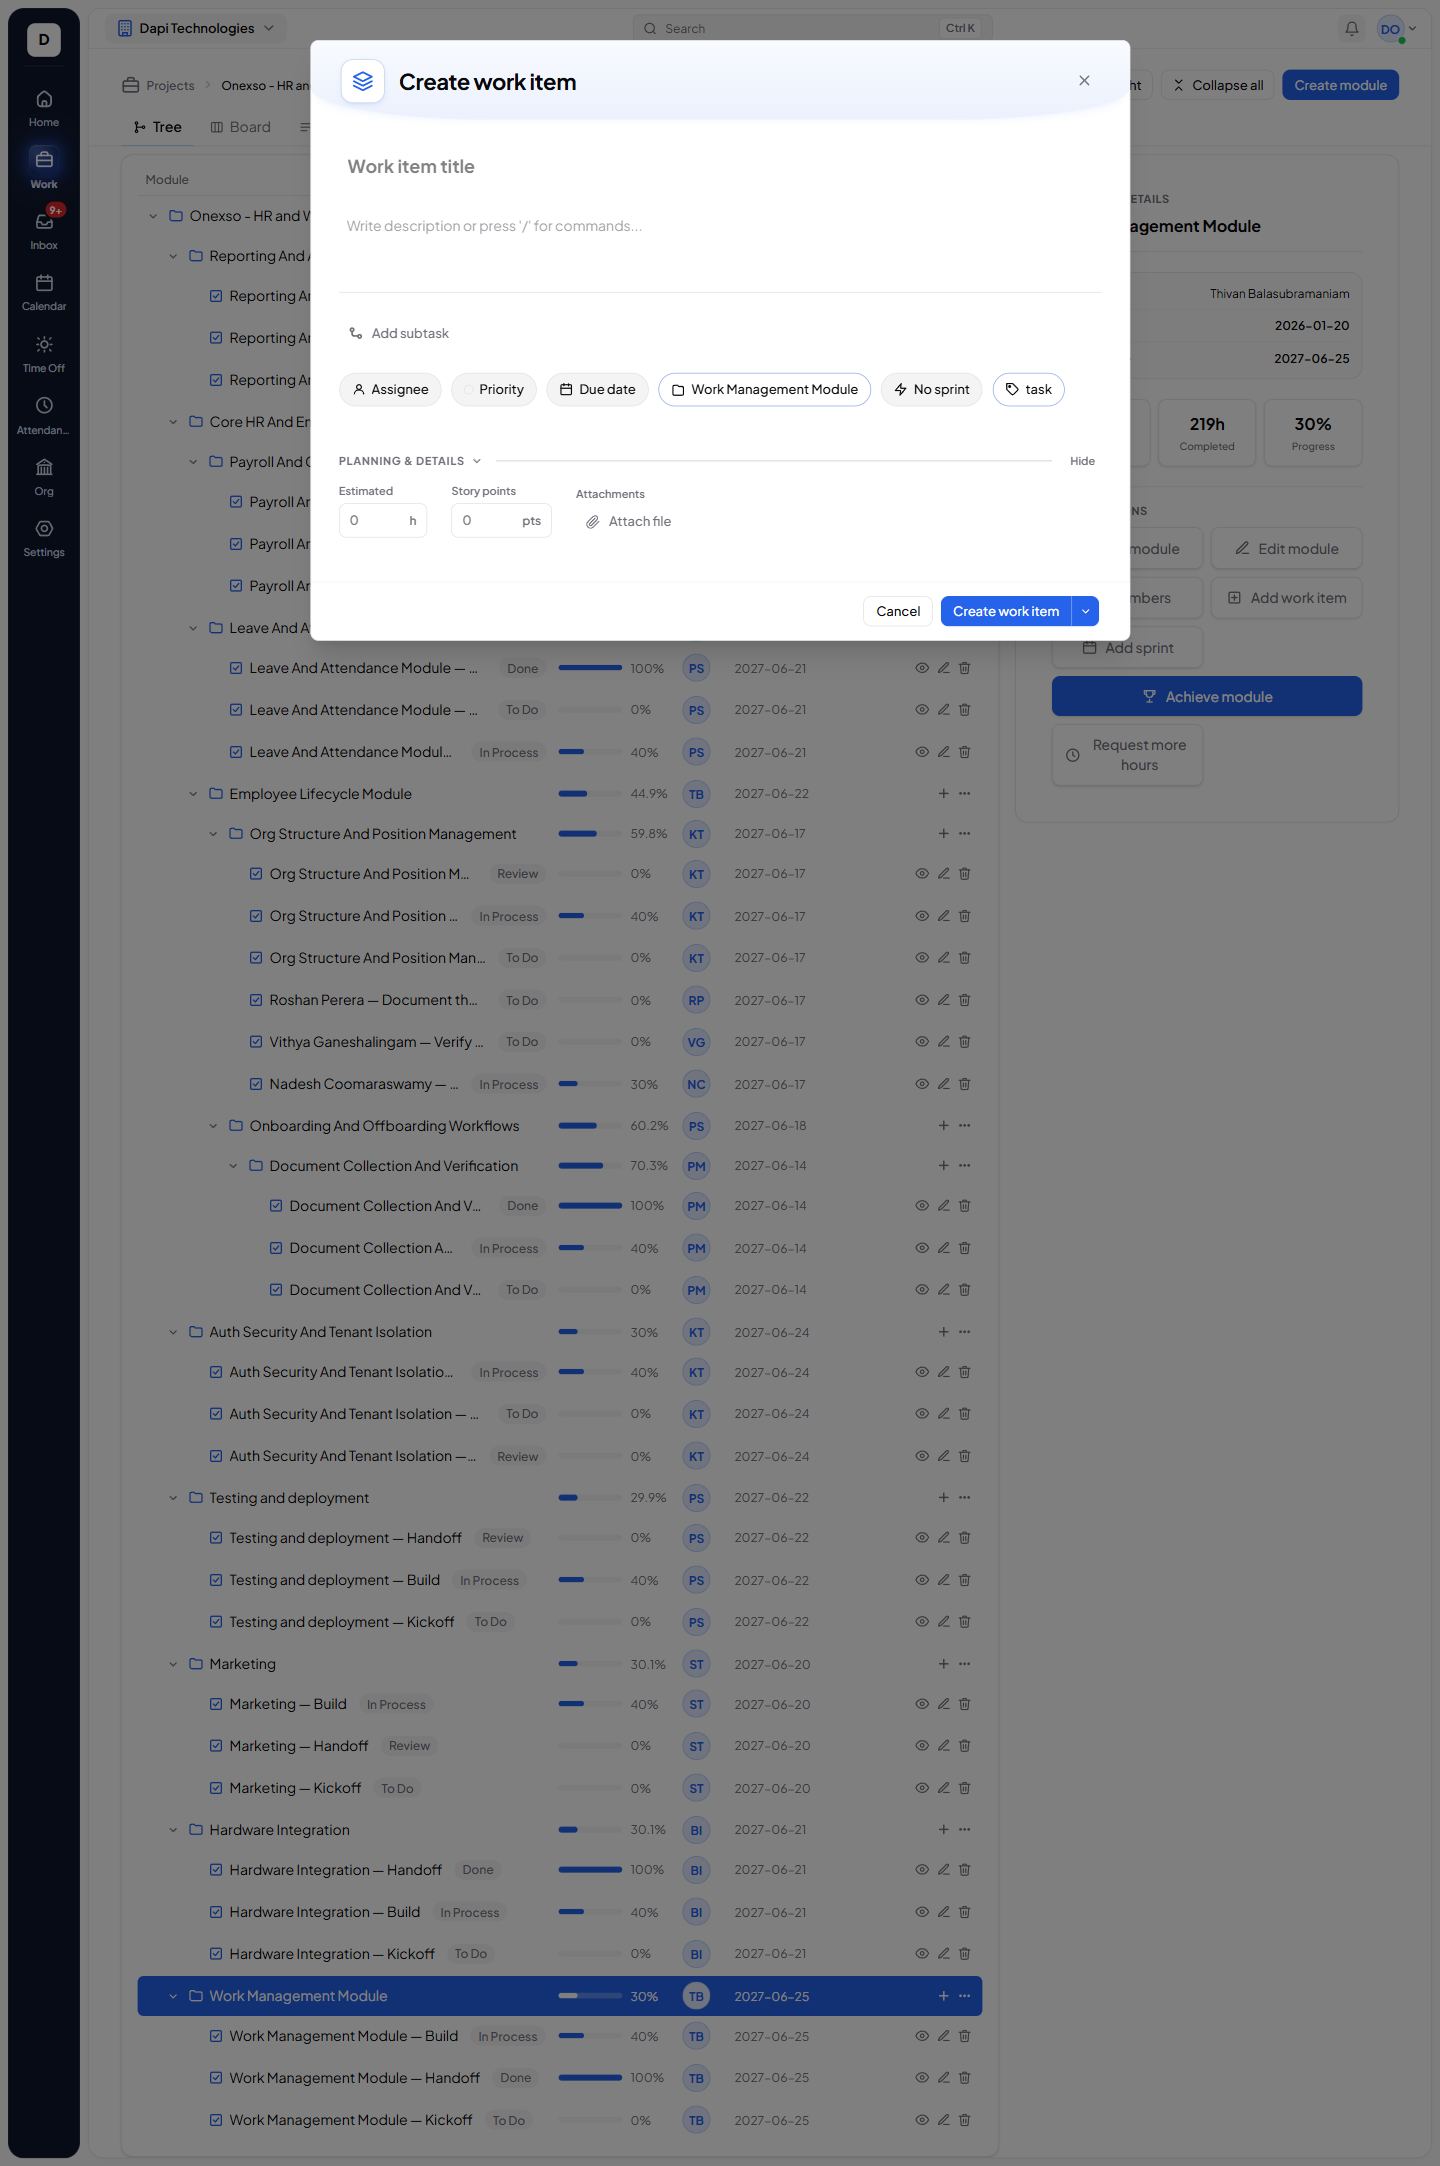 D
Dapi Technologies
Search
Ctrl K
DO
Home
Work
9+
Inbox
Calendar
Time Off
Attendan...
Org
Settings
Projects
Onexso - HR an
ht
Collapse all
Create module
Tree
Board
Create work item
Work item title
Write description or press '/' for commands...
Add subtask
Assignee
Priority
Due date
Work Management Module
No sprint
task
PLANNING & DETAILS
Hide
Estimated
Story points
Attachments
0 h
0 pts
Attach file
Cancel
Create work item
Module
Onexso - HR and W
Reporting And A
Reporting Ar
Reporting Ar
Reporting Ar
Core HR And Em
Payroll And C
Payroll Ar
Payroll Ar
Payroll Ar
Leave And A
Leave And Attendance Module — ... Done 100% PS 2027-06-21
Leave And Attendance Module — ... To Do 0% PS 2027-06-21
Leave And Attendance Modul... In Process 40% PS 2027-06-21
Employee Lifecycle Module 44.9% TB 2027-06-22
Org Structure And Position Management 59.8% KT 2027-06-17
Org Structure And Position M... Review 0% KT 2027-06-17
Org Structure And Position ... In Process 40% KT 2027-06-17
Org Structure And Position Man... To Do 0% KT 2027-06-17
Roshan Perera — Document th... To Do 0% RP 2027-06-17
Vithya Ganeshalingam — Verify ... To Do 0% VG 2027-06-17
Nadesh Coomaraswamy — ... In Process 30% NC 2027-06-17
Onboarding And Offboarding Workflows 60.2% PS 2027-06-18
Document Collection And Verification 70.3% PM 2027-06-14
Document Collection And V... Done 100% PM 2027-06-14
Document Collection A... In Process 40% PM 2027-06-14
Document Collection And V... To Do 0% PM 2027-06-14
Auth Security And Tenant Isolation 30% KT 2027-06-24
Auth Security And Tenant Isolatio... In Process 40% KT 2027-06-24
Auth Security And Tenant Isolation — ... To Do 0% KT 2027-06-24
Auth Security And Tenant Isolation —... Review 0% KT 2027-06-24
Testing and deployment 29.9% PS 2027-06-22
Testing and deployment — Handoff Review 0% PS 2027-06-22
Testing and deployment — Build In Process 40% PS 2027-06-22
Testing and deployment — Kickoff To Do 0% PS 2027-06-22
Marketing 30.1% ST 2027-06-20
Marketing — Build In Process 40% ST 2027-06-20
Marketing — Handoff Review 0% ST 2027-06-20
Marketing — Kickoff To Do 0% ST 2027-06-20
Hardware Integration 30.1% BI 2027-06-21
Hardware Integration — Handoff Done 100% BI 2027-06-21
Hardware Integration — Build In Process 40% BI 2027-06-21
Hardware Integration — Kickoff To Do 0% BI 2027-06-21
Work Management Module 30% TB 2027-06-25
Work Management Module — Build In Process 40% TB 2027-06-25
Work Management Module — Handoff Done 100% TB 2027-06-25
Work Management Module — Kickoff To Do 0% TB 2027-06-25
ETAILS
agement Module
Thivan Balasubramaniam
2026-01-20
2027-06-25
219h
Completed
30%
Progress
NS
module
Edit module
mbers
Add work item
Add sprint
Achieve module
Request more
hours